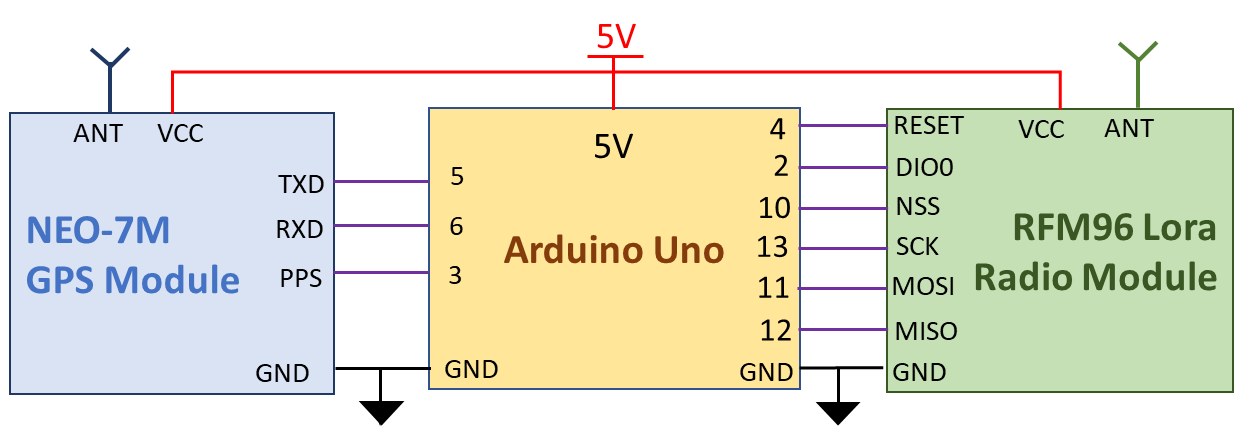 5V
ANT VCC
TXD
RXD
PPS
GND
NEO-7M
GPS Module
5V
5
6
3
GND
Arduino Uno
4
2
10
13
11
12
GND
RESET
DIO0
NSS
SCK
MOSI
MISO
GND
VCC ANT
RFM96 Lora
Radio Module